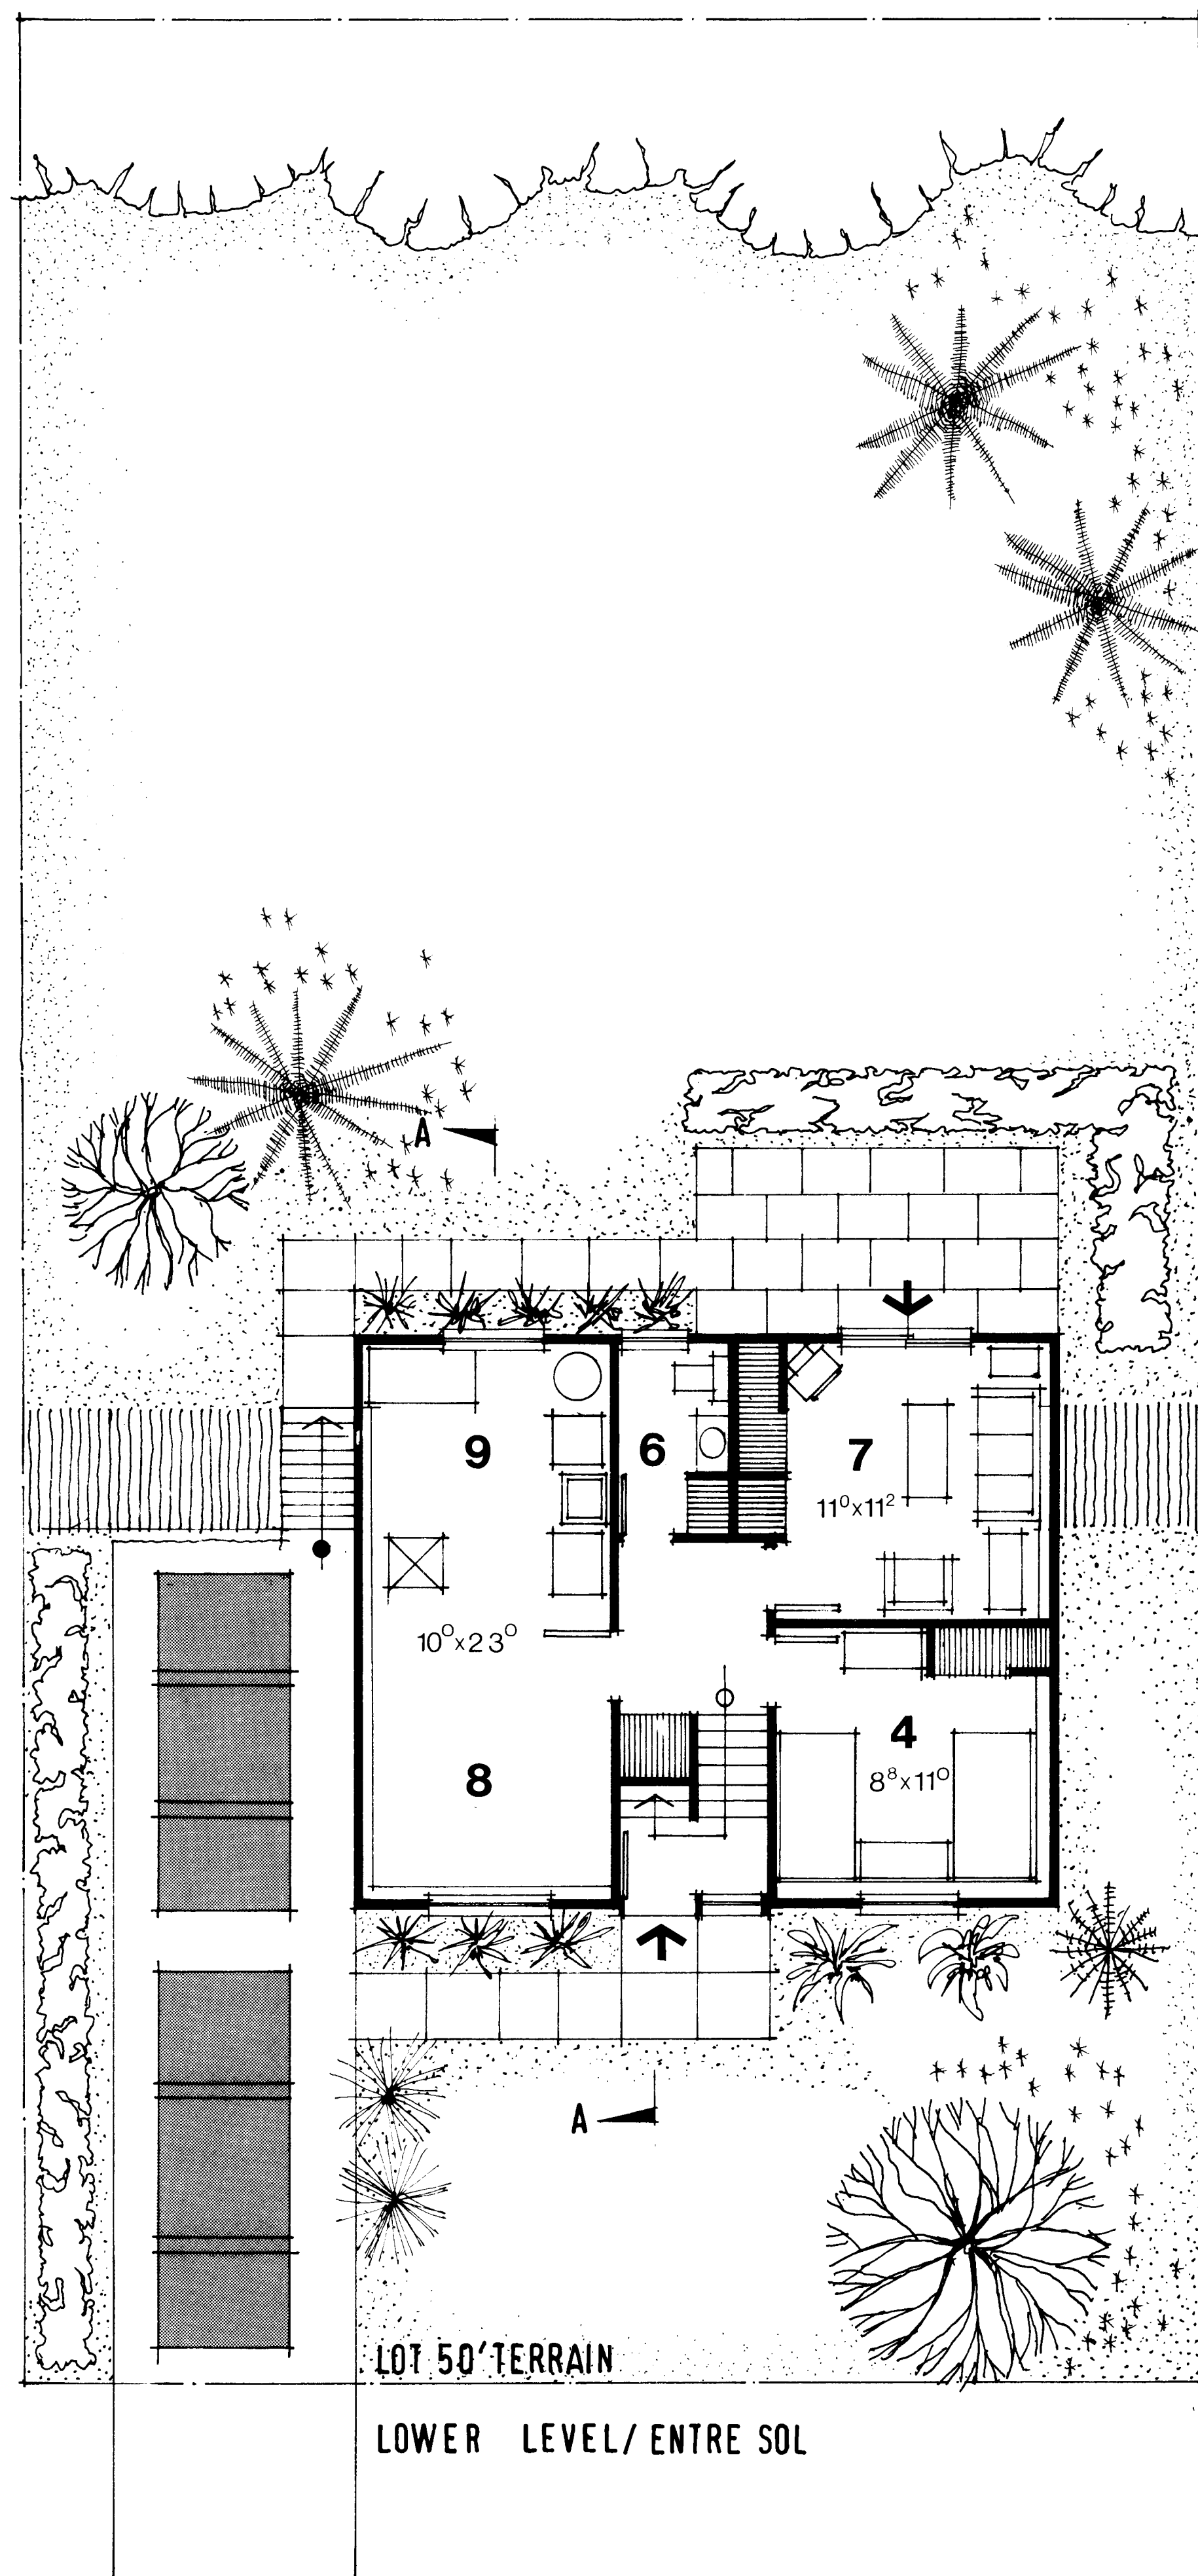 A
9
6
7
11⁰x11²
10⁰x23⁰
4
8⁸x11⁰
8
A
LOT 50' TERRAIN
LOWER LEVEL/ENTRE SOL